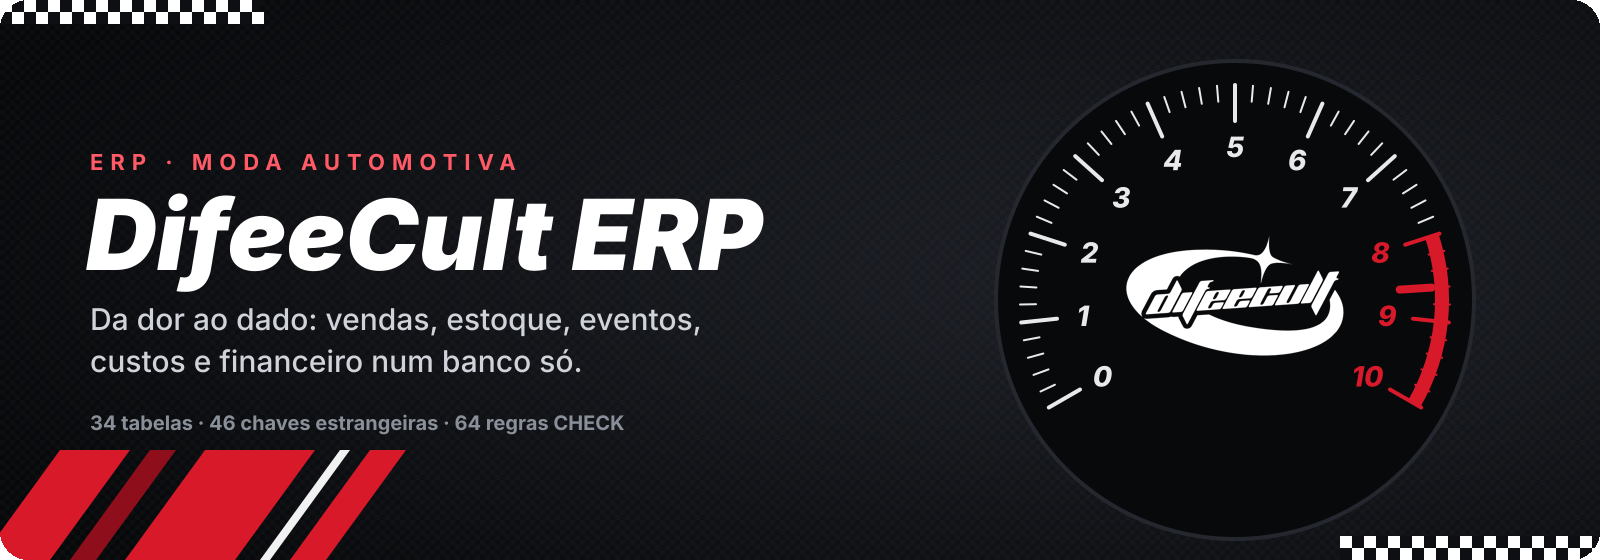 ERP · MODA AUTOMOTIVA
DifeeCult ERP
Da dor ao dado: vendas, estoque, eventos,
custos e financeiro num banco só.
34 tabelas · 46 chaves estrangeiras · 64 regras CHECK
0
1
2
3
4
5
6
7
8
9
10
difeecult